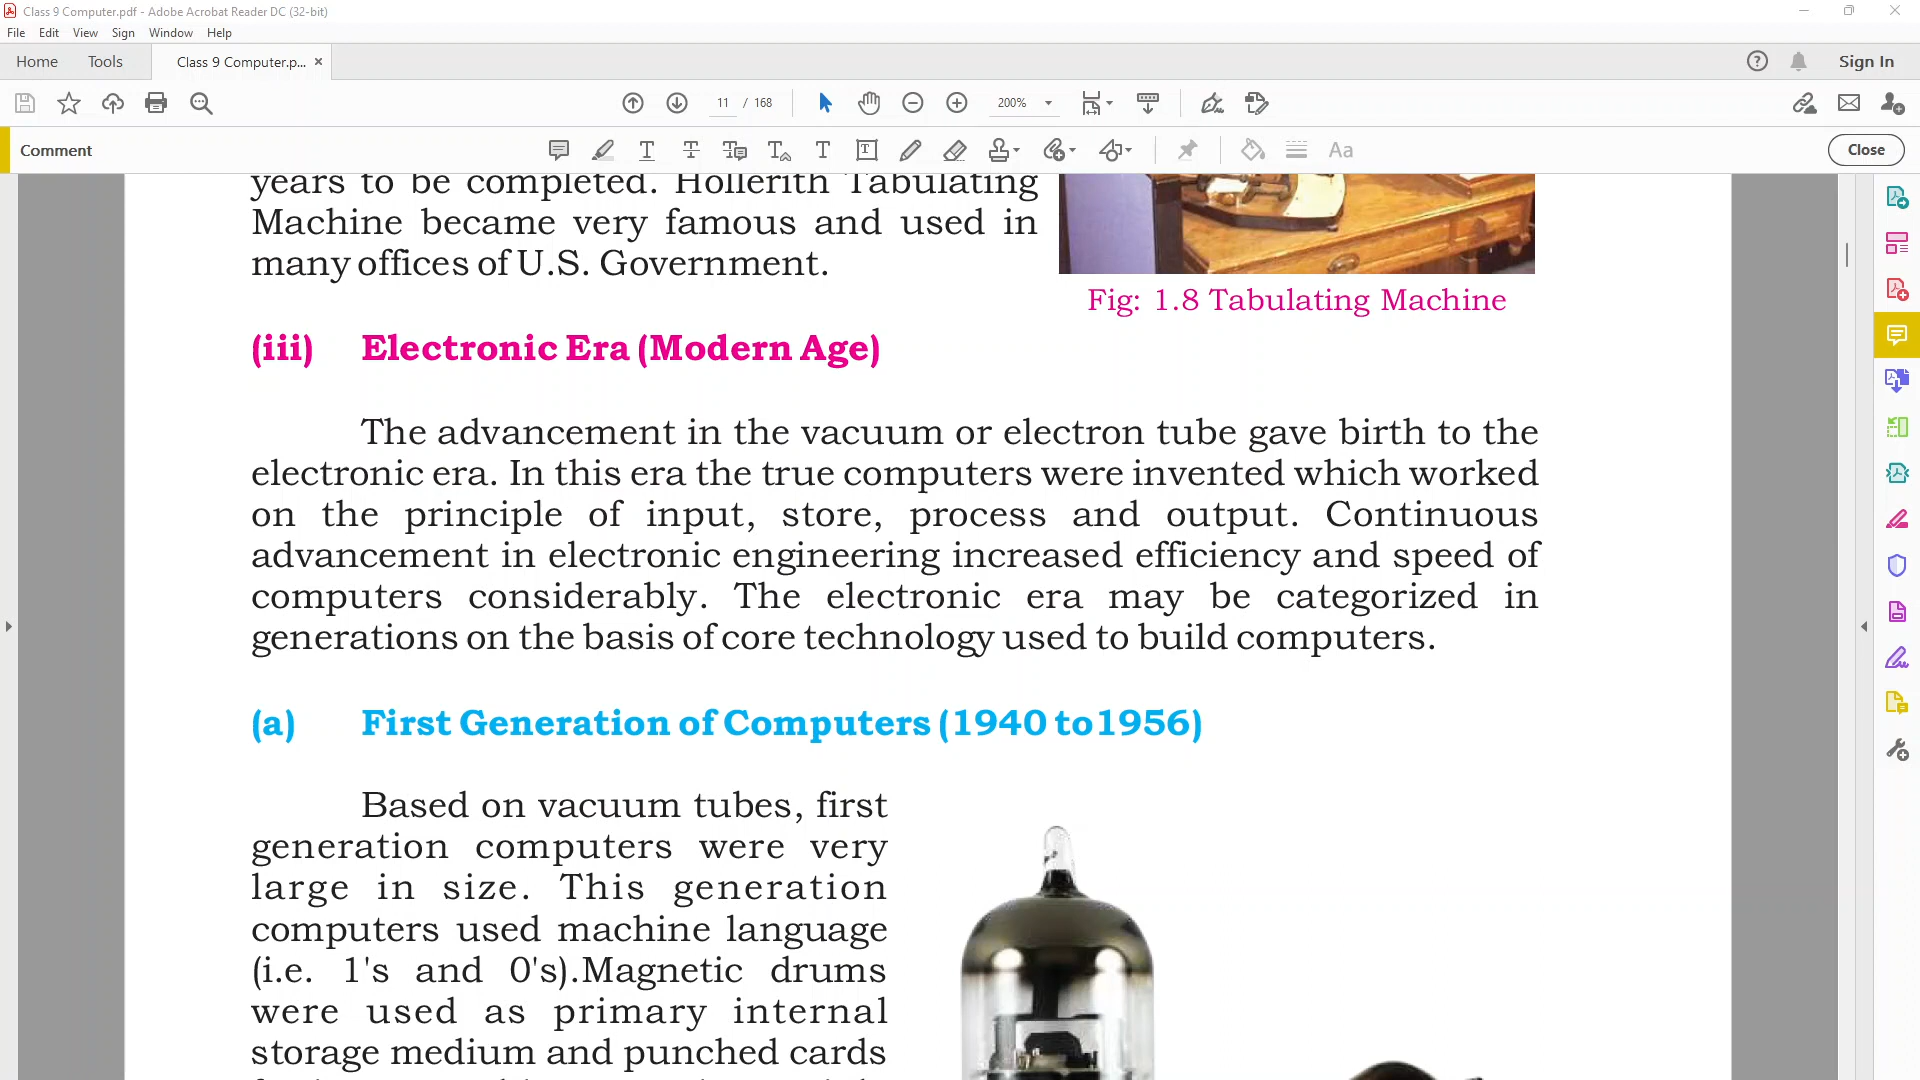 Class 9 Computer.pdf - Adobe Acrobat Reader DC (32-bit)
File Edit View Sign Window Help
Home Tools Class 9 Computer.p... × Sign In
11 / 168 200%
Comment Aa Close
years to be completed. Hollerith Tabulating
Machine became very famous and used in
many offices of U.S. Government.
Fig: 1.8 Tabulating Machine
(iii) Electronic Era (Modern Age)
The advancement in the vacuum or electron tube gave birth to the
electronic era. In this era the true computers were invented which worked
on the principle of input, store, process and output. Continuous
advancement in electronic engineering increased efficiency and speed of
computers considerably. The electronic era may be categorized in
generations on the basis of core technology used to build computers.
(a) First Generation of Computers (1940 to1956)
Based on vacuum tubes, first
generation computers were very
large in size. This generation
computers used machine language
(i.e. 1's and 0's).Magnetic drums
were used as primary internal
storage medium and punched cards